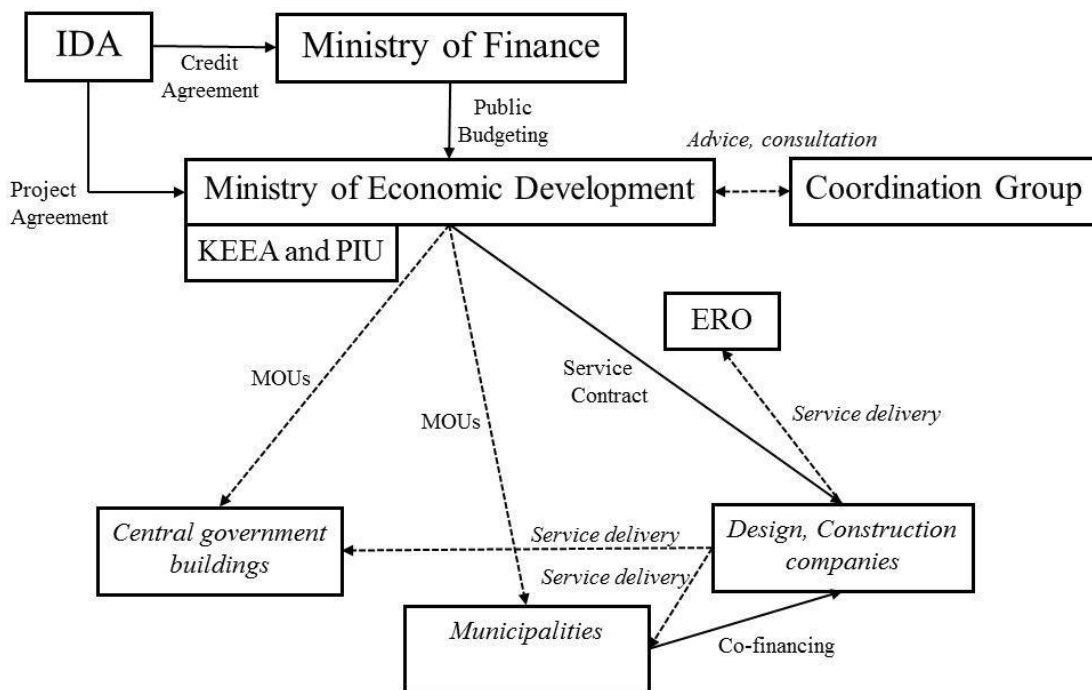 IDA
Ministry of Finance
Credit
Agreement
Public
Budgeting
Advice, consultation
Project
Agreement
Ministry of Economic Development
Coordination Group
KEEA and PIU
ERO
MOUs
Service
Contract
MOUs
Service delivery
Central government
buildings
Service delivery
Design, Construction
companies
Service delivery
Municipalities
Co-financing